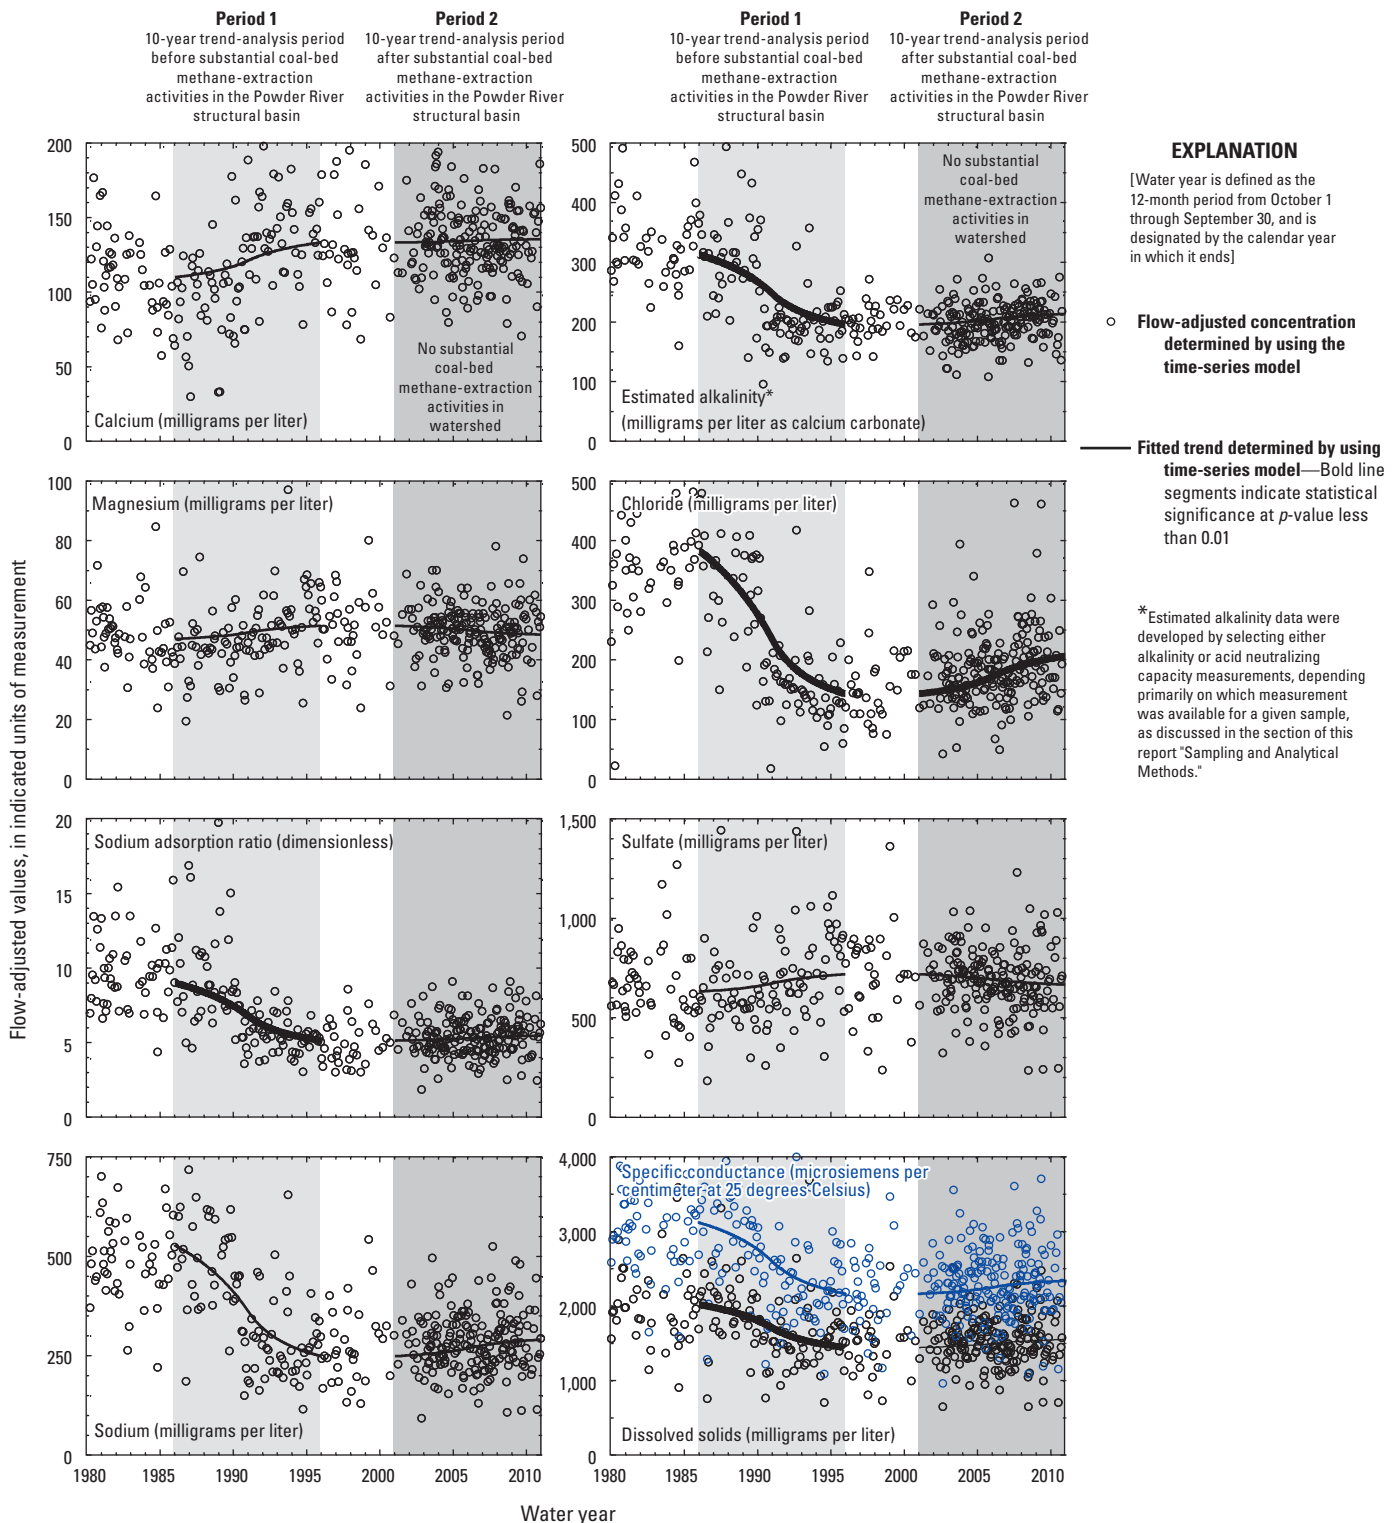 Period 1
10-year trend-analysis period
before substantial coal-bed
methane-extraction
activities in the Powder River
structural basin
Period 2
10-year trend-analysis period
after substantial coal-bed
methane-extraction
activities in the Powder River
structural basin
Period 1
10-year trend-analysis period
before substantial coal-bed
methane-extraction
activities in the Powder River
structural basin
Period 2
10-year trend-analysis period
after substantial coal-bed
methane-extraction
activities in the Powder River
structural basin
Flow-adjusted values, in indicated units of measurement
200
150
100
50
0
Calcium (milligrams per liter)
No substantial
coal-bed
methane-extraction
activities in
watershed
500
400
300
200
100
0
Estimated alkalinity*
(milligrams per liter as calcium carbonate)
No substantial
coal-bed
methane-extraction
activities in
watershed
100
80
60
40
20
0
Magnesium (milligrams per liter)
500
400
300
200
100
0
Chloride (milligrams per liter)
20
15
10
5
0
Sodium adsorption ratio (dimensionless)
1,500
1,000
500
0
Sulfate (milligrams per liter)
750
500
250
0
Sodium (milligrams per liter)
1980 1985 1990 1995 2000 2005 2010
4,000
3,000
2,000
1,000
0
Specific conductance (microsiemens per
centimeter at 25 degrees Celsius)
Dissolved solids (milligrams per liter)
1980 1985 1990 1995 2000 2005 2010
Water year
EXPLANATION
[Water year is defined as the
12-month period from October 1
through September 30, and is
designated by the calendar year
in which it ends]
Flow-adjusted concentration
determined by using the
time-series model
Fitted trend determined by using
time-series model—Bold line
segments indicate statistical
significance at p-value less
than 0.01
*Estimated alkalinity data were
developed by selecting either
alkalinity or acid neutralizing
capacity measurements, depending
primarily on which measurement
was available for a given sample,
as discussed in the section of this
report "Sampling and Analytical
Methods."